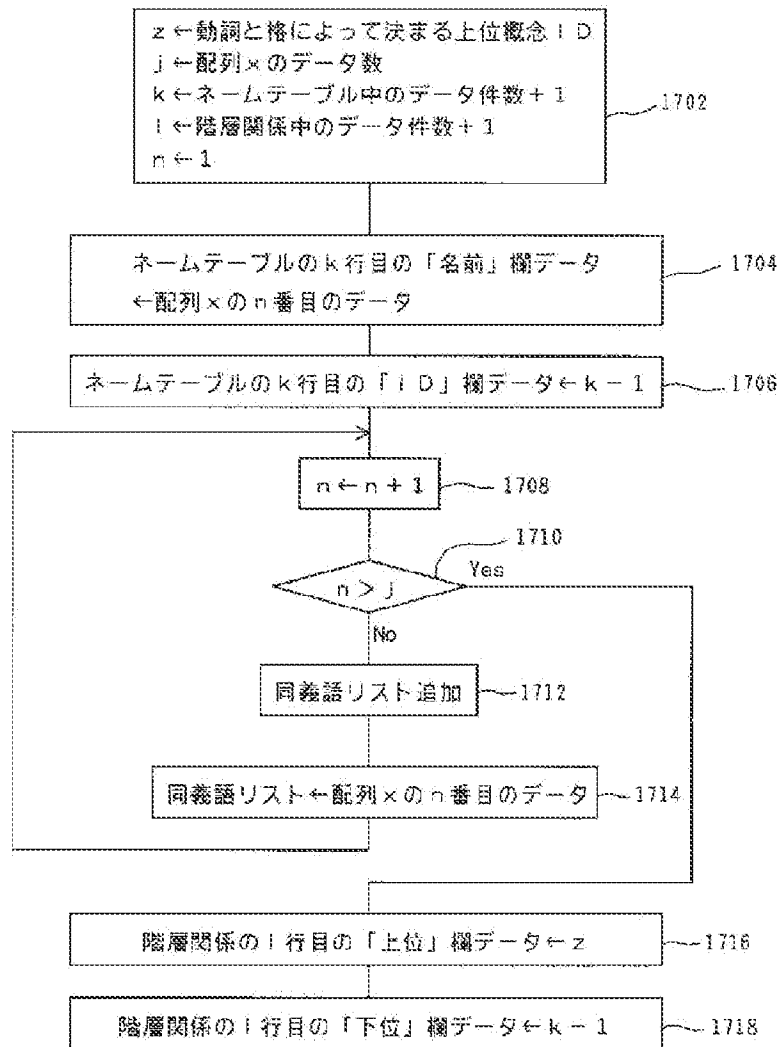 z←動詞と格によって決まる上位概念ID
j←配列xのデータ数
k←ネームテーブル中のデータ件数+1
l←階層関係中のデータ件数+1
n←1
1702
ネームテーブルのk行目の「名前」欄データ
←配列xのn番目のデータ
1704
ネームテーブルのk行目の「iD」欄データ←k-1
1706
n←n+1
1708
1710
n>j
Yes
No
同義語リスト追加
1712
同義語リスト←配列xのn番目のデータ
1714
階層関係のl行目の「上位」欄データ←z
1716
階層関係のl行目の「下位」欄データ←k-1
1718